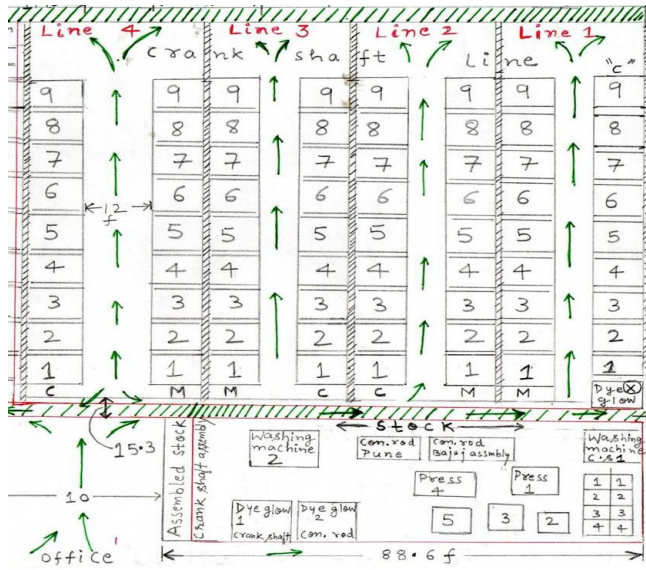 Line 4 Line 3 Line 2 Line 1
Crank shaft Line "C"
9 9 9 9 9 9 9 9
8 8 8 8 8 8 8 8
7 7 7 7 7 7 7 7
6 6 6 6 6 6 6 6
12
f
5 5 5 5 5 5 5 5
4 4 4 4 4 4 4 4
3 3 3 3 3 3 3 3
2 2 2 2 2 2 2 2
1 1 1 1 1 1 1 1
C M M C C M M
Dye
glow
15.3
10
office
Assembled stock
Crank shaft assembly
stock
Washing
machine
2
Con.rod
Pune
Con.rod
Bajaj assmbly
Washing
machine
C.S1
Press
4
Press
1
5 3 2
1 1
2 2
3 3
4 4
Dye glow
1
crank,shaft
Dye glow
2
Con. rod
88.6 f